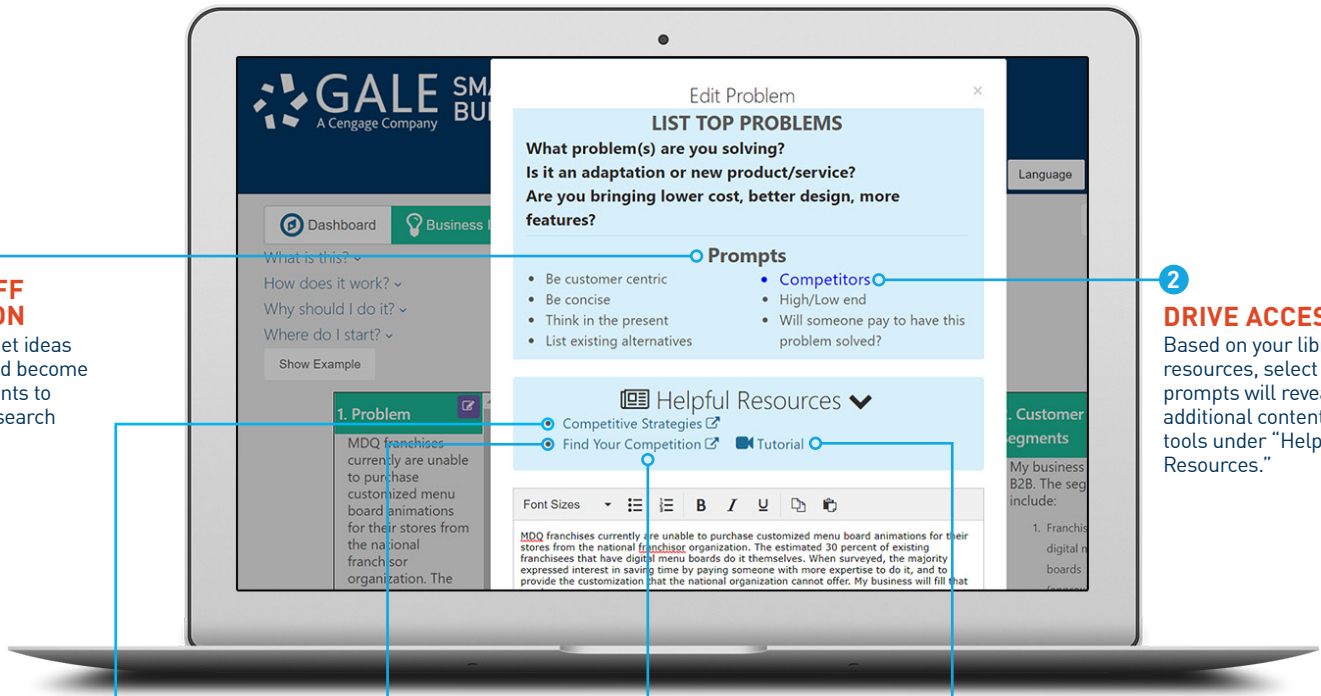 GALE SMA
A Cengage Company BUI
Language
Dashboard
Business I
What is this?
How does it work?
Why should I do it?
Where do I start?
Show Example
1. Problem
MDQ franchises
currently are unable
to purchase
customized menu
board animations
for their stores from
the national
franchisor
organization. The
Edit Problem
×
LIST TOP PROBLEMS
What problem(s) are you solving?
Is it an adaptation or new product/service?
Are you bringing lower cost, better design, more
features?
Prompts
• Be customer centric
• Be concise
• Think in the present
• List existing alternatives
• Competitors
• High/Low end
• Will someone pay to have this
problem solved?
Helpful Resources
Competitive Strategies
Find Your Competition
Tutorial
Font Sizes B I U
MDQ franchises currently are unable to purchase customized menu board animations for their
stores from the national franchisor organization. The estimated 30 percent of existing
franchisees that have digital menu boards do it themselves. When surveyed, the majority
expressed interest in saving time by paying someone with more expertise to do it, and to
provide the customization that the national organization cannot offer. My business will fill that
. Customer
egments
My business
B2B. The seg
include:
1. Franchis
digital m
boards
FF
ON
et ideas
d become
nts to
search
2
DRIVE ACCES
Based on your lib
resources, select
prompts will revea
additional content
tools under “Help
Resources.”